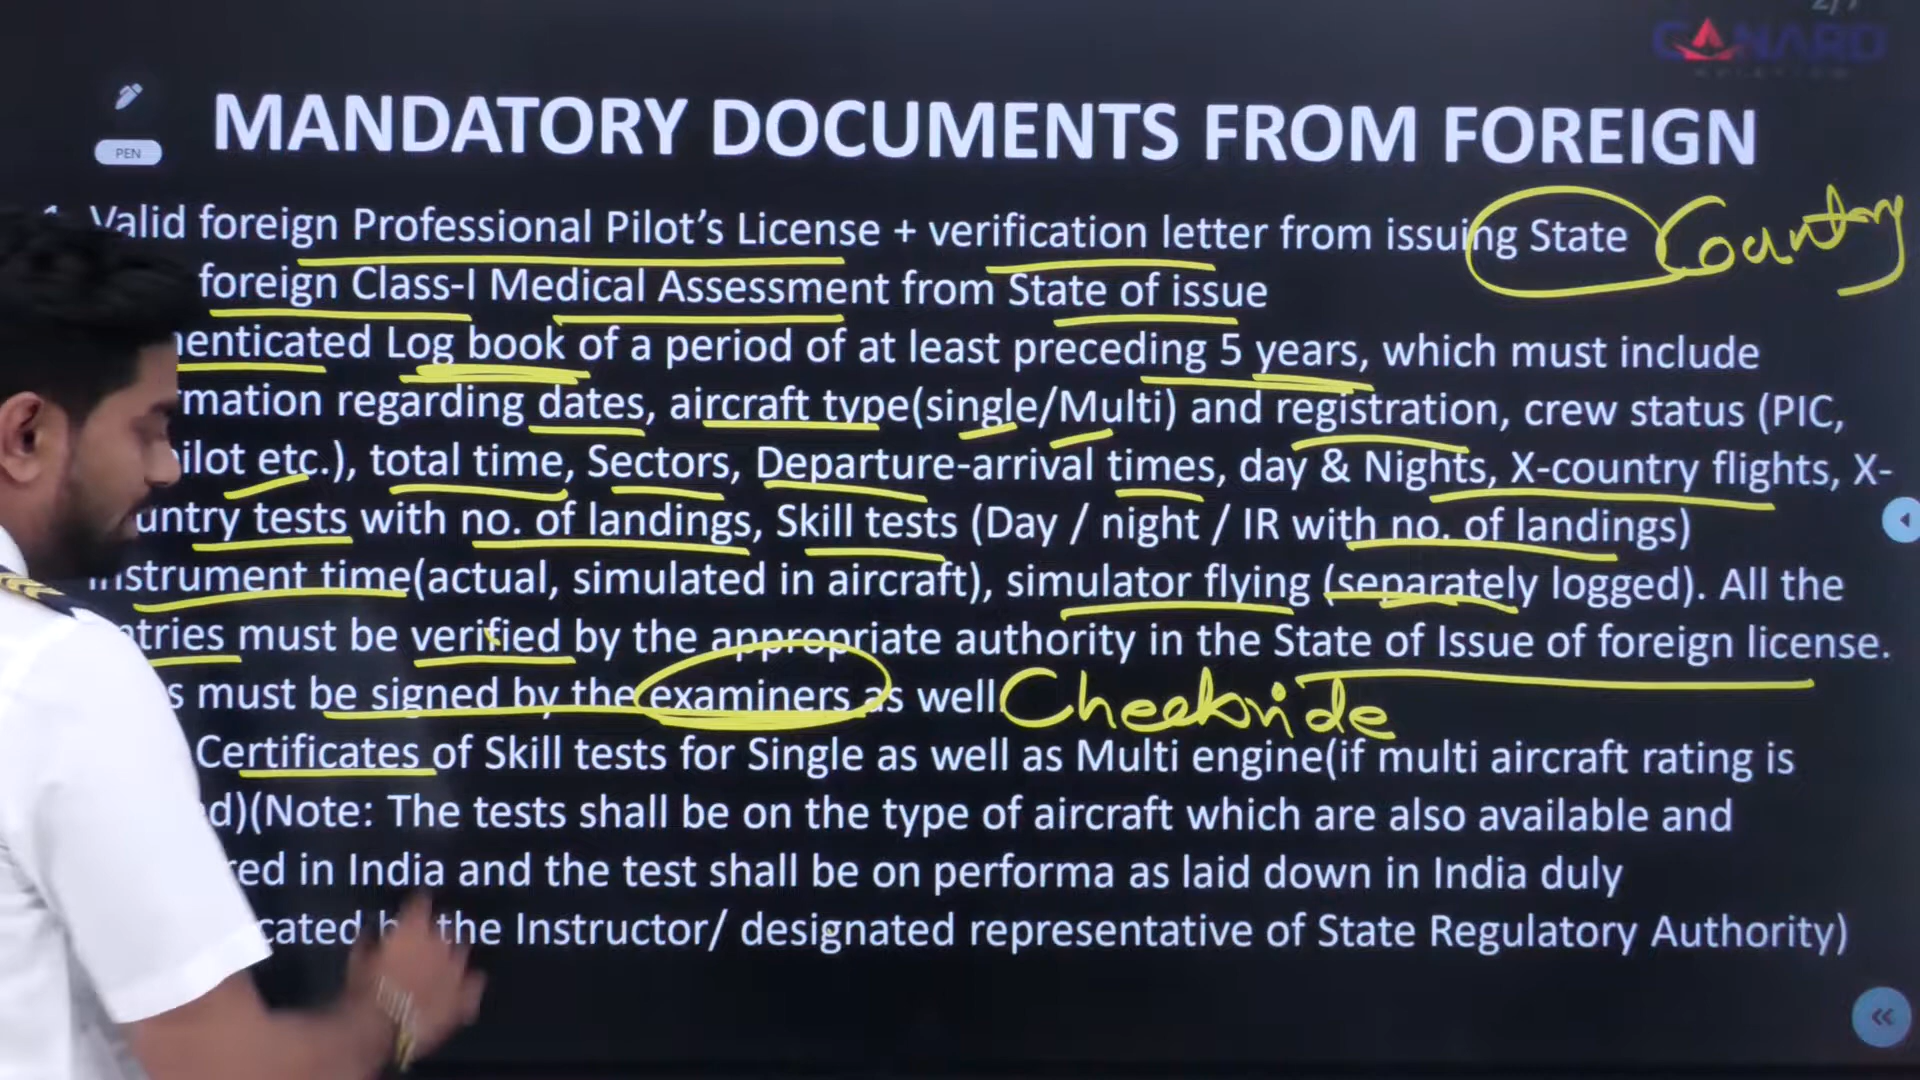 CANARD
PEN
MANDATORY DOCUMENTS FROM FOREIGN
Valid foreign Professional Pilot's License + verification letter from issuing State Country
foreign Class-I Medical Assessment from State of issue
Log book of a period of at least preceding 5 years, which must include
regarding dates, aircraft type(single/Multi) and registration, crew status (PIC,
etc.), total time, Sectors, Departure-arrival times, day & Nights, X-country flights, X-
tests with no. of landings, Skill tests (Day / night / IR with no. of landings)
Instrument time(actual, simulated in aircraft), simulator flying (separately logged). All the
must be verified by the appropriate authority in the State of Issue of foreign license.
must be signed by the examiners as well Checkride
Certificates of Skill tests for Single as well as Multi engine(if multi aircraft rating is
(Note: The tests shall be on the type of aircraft which are also available and
in India and the test shall be on performa as laid down in India duly
the Instructor/ designated representative of State Regulatory Authority)